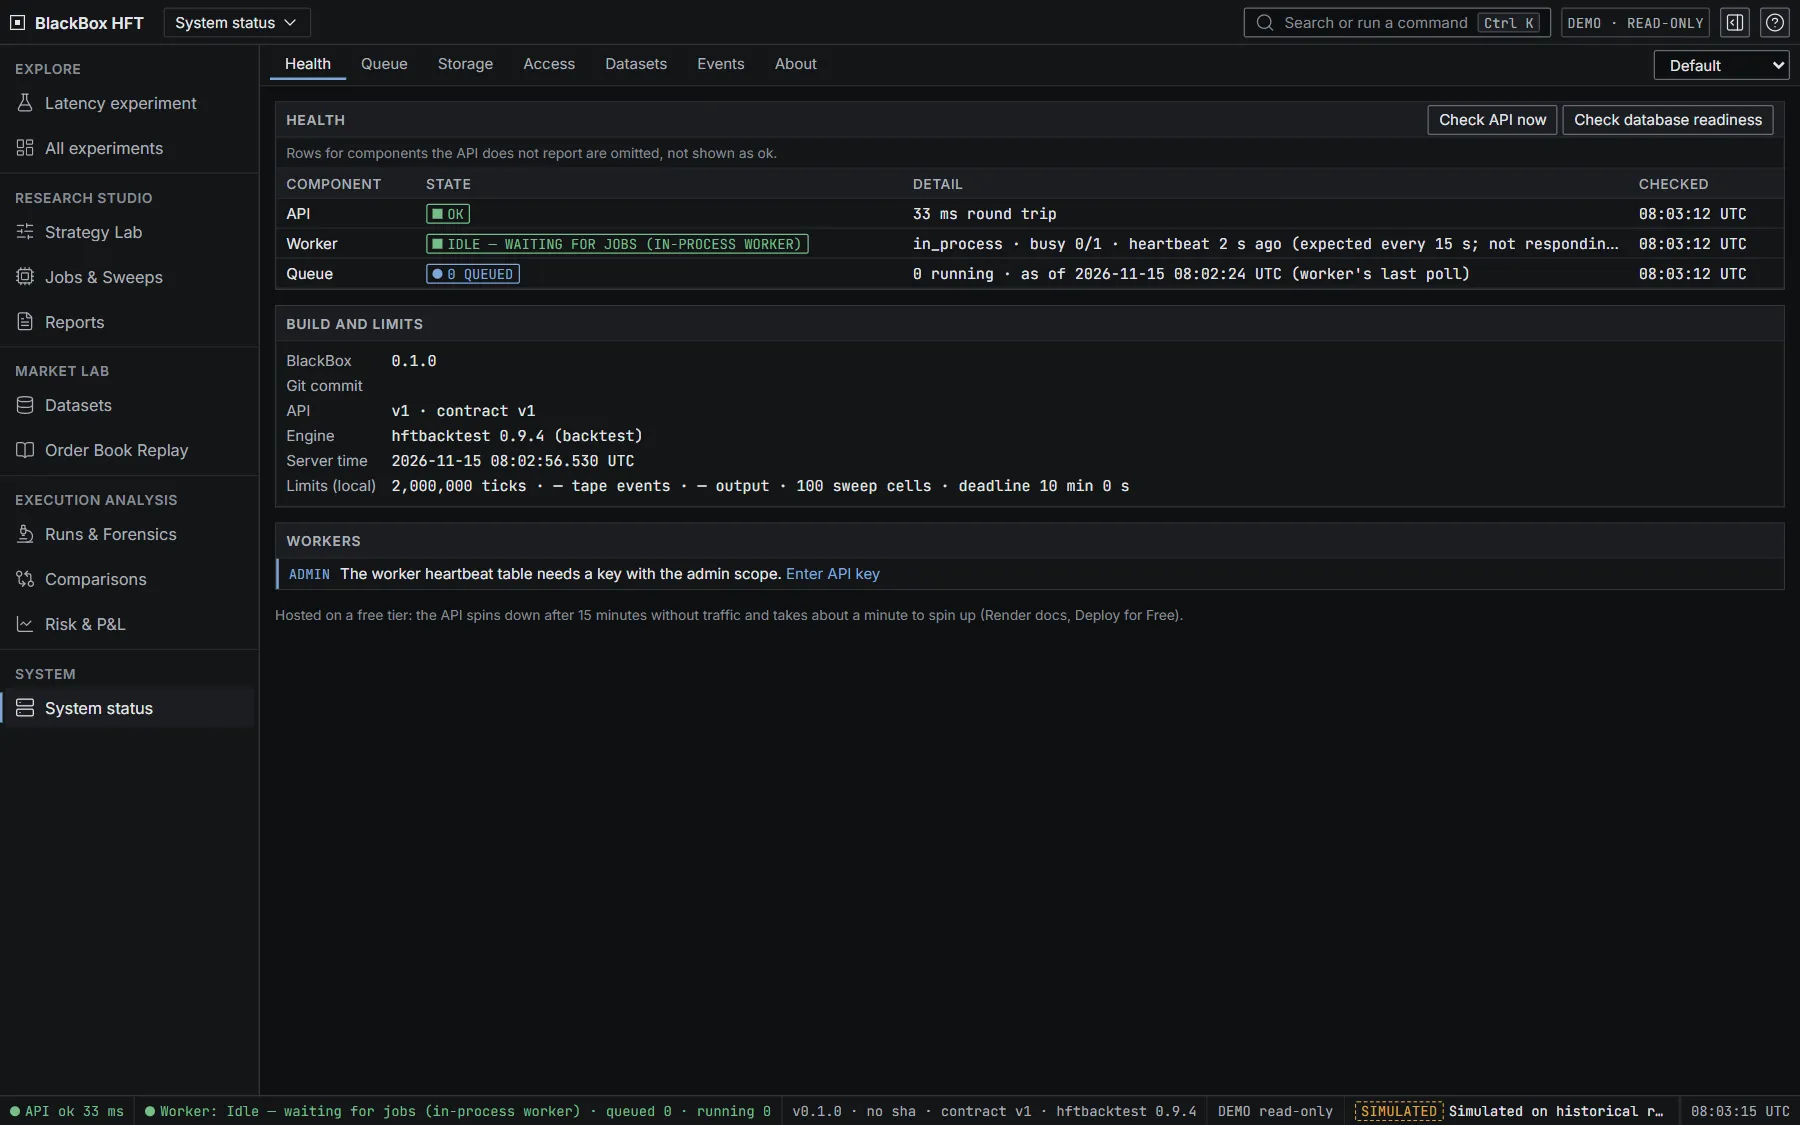 BlackBox HFT
System status
Search or run a command Ctrl K
DEMO · READ-ONLY
EXPLORE
Latency experiment
All experiments
RESEARCH STUDIO
Strategy Lab
Jobs & Sweeps
Reports
MARKET LAB
Datasets
Order Book Replay
EXECUTION ANALYSIS
Runs & Forensics
Comparisons
Risk & P&L
SYSTEM
System status
Health Queue Storage Access Datasets Events About
Default
HEALTH
Check API now
Check database readiness
Rows for components the API does not report are omitted, not shown as ok.
COMPONENT STATE DETAIL CHECKED
API OK 33 ms round trip 08:03:12 UTC
Worker IDLE — WAITING FOR JOBS (IN-PROCESS WORKER) in_process · busy 0/1 · heartbeat 2 s ago (expected every 15 s; not respondin… 08:03:12 UTC
Queue 0 QUEUED 0 running · as of 2026-11-15 08:02:24 UTC (worker's last poll) 08:03:12 UTC
BUILD AND LIMITS
BlackBox 0.1.0
Git commit
API v1 · contract v1
Engine hftbacktest 0.9.4 (backtest)
Server time 2026-11-15 08:02:56.530 UTC
Limits (local) 2,000,000 ticks · — tape events · — output · 100 sweep cells · deadline 10 min 0 s
WORKERS
ADMIN The worker heartbeat table needs a key with the admin scope. Enter API key
Hosted on a free tier: the API spins down after 15 minutes without traffic and takes about a minute to spin up (Render docs, Deploy for Free).
API ok 33 ms
Worker: Idle — waiting for jobs (in-process worker) · queued 0 · running 0
v0.1.0 · no sha · contract v1 · hftbacktest 0.9.4
DEMO read-only
SIMULATED Simulated on historical r…
08:03:15 UTC